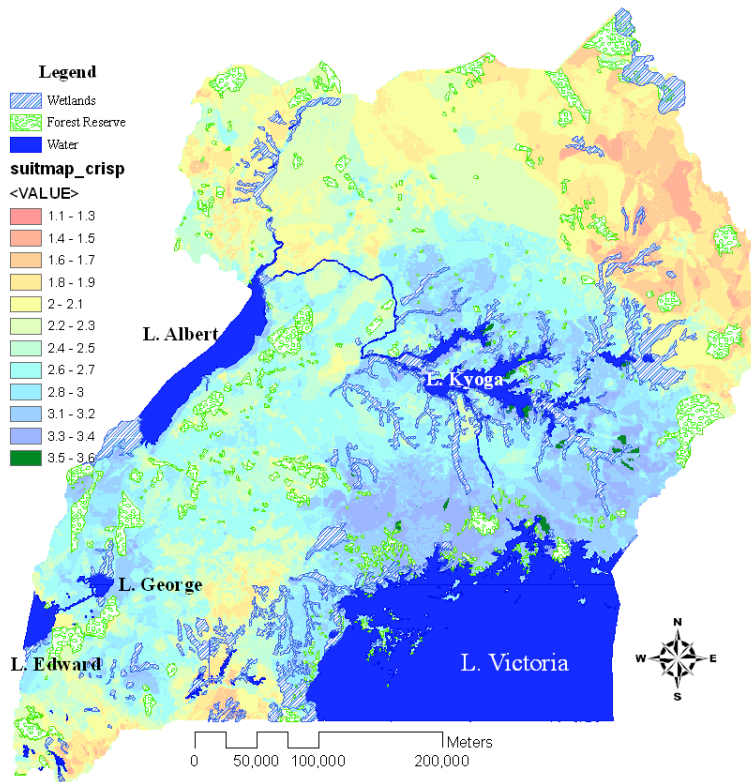 Legend
Wetlands
Forest Reserve
Water
suitmap_crisp
<VALUE>
1.1 - 1.3
1.4 - 1.5
1.6 - 1.7
1.8 - 1.9
2 - 2.1
2.2 - 2.3
2.4 - 2.5
2.6 - 2.7
2.8 - 3
3.1 - 3.2
3.3 - 3.4
3.5 - 3.6
L. Albert
L. Kyoga
L. George
L. Edward
L. Victoria
N
W E
S
Meters
0 50,000 100,000 200,000